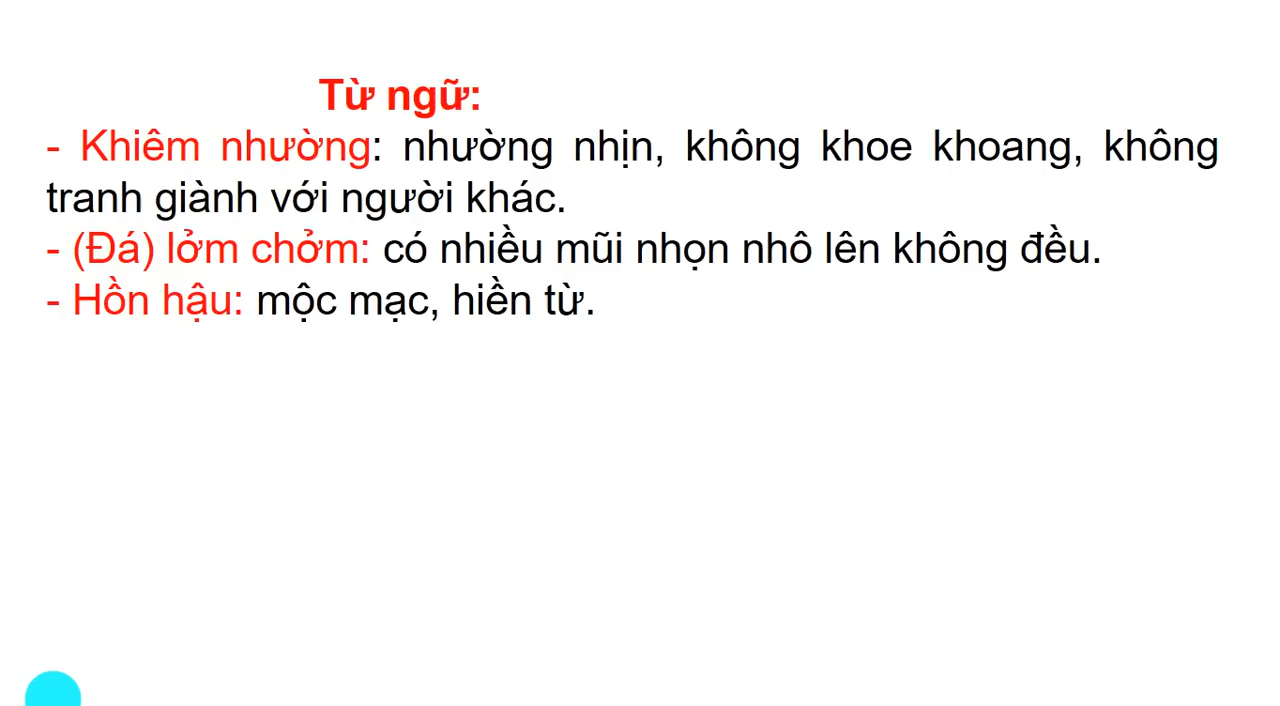 Từ ngữ:
- Khiêm nhường: nhường nhịn, không khoe khoang, không
tranh giành với người khác.
- (Đá) lởm chởm: có nhiều mũi nhọn nhô lên không đều.
- Hồn hậu: mộc mạc, hiền từ.